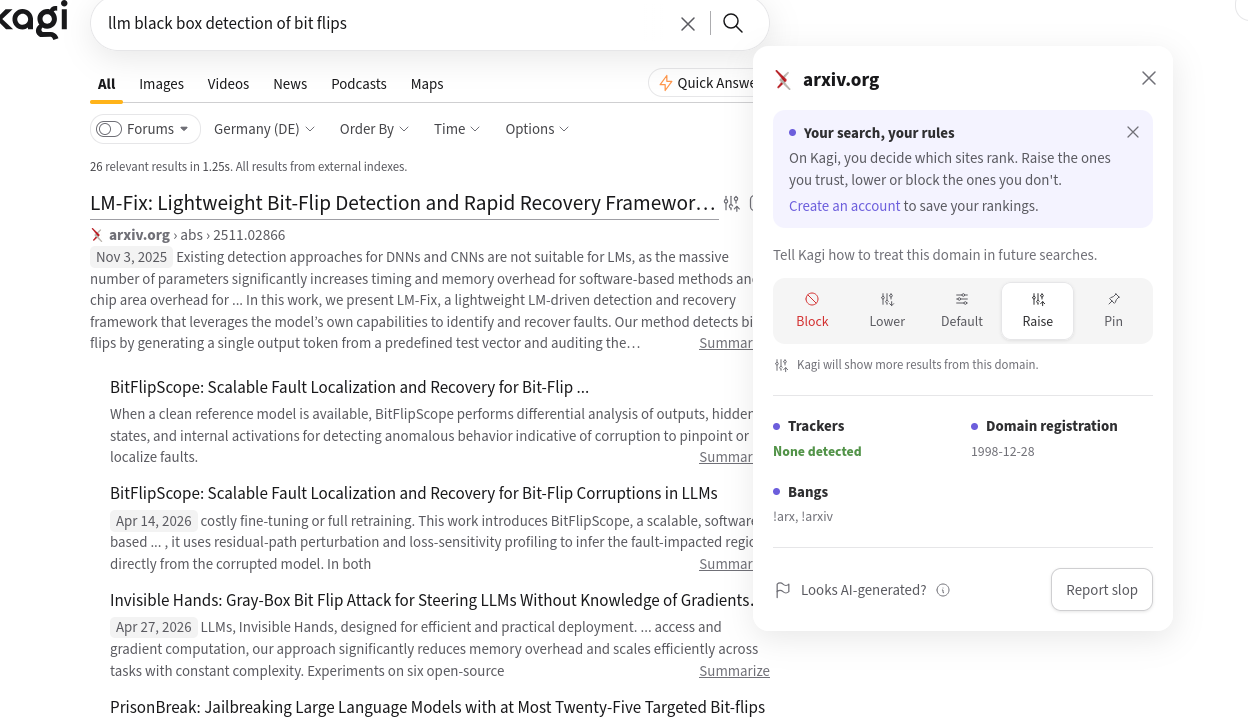 kagi
llm black box detection of bit flips
All Images Videos News Podcasts Maps
Forums Germany (DE) Order By Time Options
26 relevant results in 1.25s. All results from external indexes.
LM-Fix: Lightweight Bit-Flip Detection and Rapid Recovery Framewor…
arxiv.org › abs › 2511.02866
Nov 3, 2025 Existing detection approaches for DNNs and CNNs are not suitable for LMs, as the massive
number of parameters significantly increases timing and memory overhead for software-based methods
chip area overhead for ... In this work, we present LM-Fix, a lightweight LM-driven detection and recovery
framework that leverages the model’s own capabilities to identify and recover faults. Our method detects
flips by generating a single output token from a predefined test vector and auditing the…
BitFlipScope: Scalable Fault Localization and Recovery for Bit-Flip ...
When a clean reference model is available, BitFlipScope performs differential analysis of outputs, hidden
states, and internal activations for detecting anomalous behavior indicative of corruption to pinpoint or
localize faults.
BitFlipScope: Scalable Fault Localization and Recovery for Bit-Flip Corruptions in LLMs
Apr 14, 2026 costly fine-tuning or full retraining. This work introduces BitFlipScope, a scalable, software
based ... , it uses residual-path perturbation and loss-sensitivity profiling to infer the fault-impacted
directly from the corrupted model. In both
Invisible Hands: Gray-Box Bit Flip Attack for Steering LLMs Without Knowledge of Gradients.
Apr 27, 2026 LLMs, Invisible Hands, designed for efficient and practical deployment. ... access and
gradient computation, our approach significantly reduces memory overhead and scales efficiently across
tasks with constant complexity. Experiments on six open-source Summarize
PrisonBreak: Jailbreaking Large Language Models with at Most Twenty-Five Targeted Bit-flips
Quick
arxiv.org
Your search, your rules
On Kagi, you decide which sites rank. Raise the ones
you trust, lower or block the ones you don't.
Create an account to save your rankings.
Tell Kagi how to treat this domain in future searches.
Block Lower Default Raise Pin
Kagi will show more results from this domain.
Trackers Domain registration
None detected 1998-12-28
Bangs
!arx, !arxiv
Looks AI-generated? Report slop